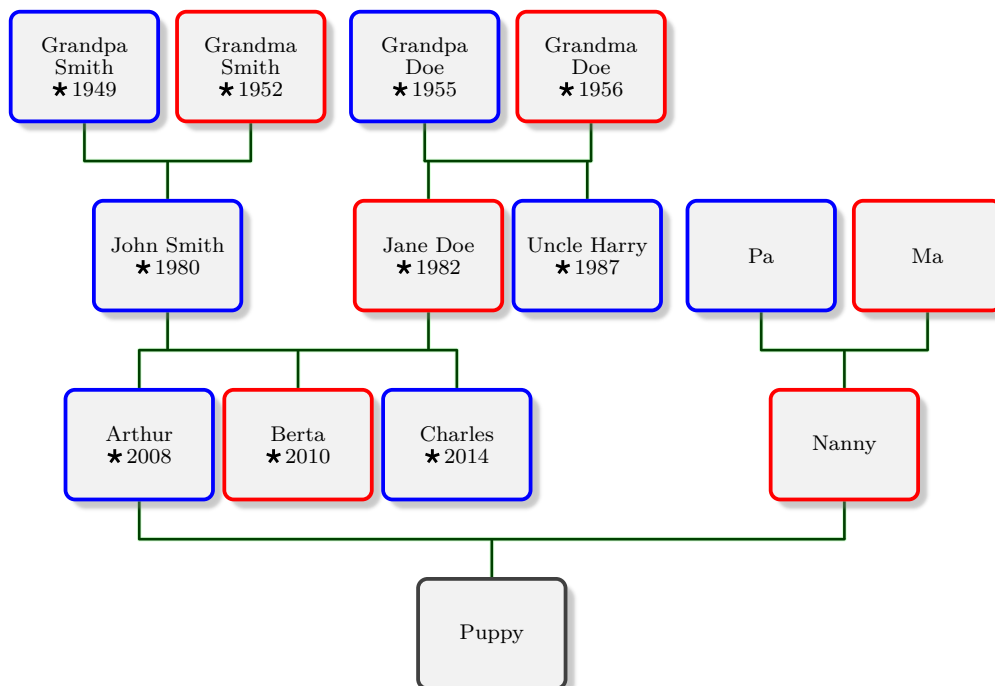 Grandpa
Smith
★1949
Grandma
Smith
★1952
Grandpa
Doe
★1955
Grandma
Doe
★1956
John Smith
★1980
Jane Doe
★1982
Uncle Harry
★1987
Pa
Ma
Arthur
★2008
Berta
★2010
Charles
★2014
Nanny
Puppy